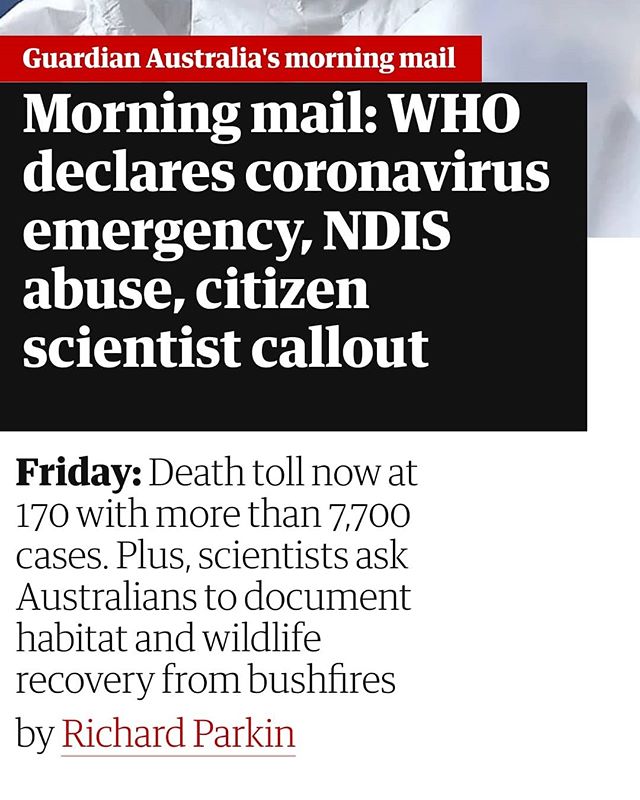 Guardian Australia's morning mail
Morning mail: WHO
declares coronavirus
emergency, NDIS
abuse, citizen
scientist callout
Friday: Death toll now at
170 with more than 7,700
cases. Plus, scientists ask
Australians to document
habitat and wildlife
recovery from bushfires
by Richard Parkin